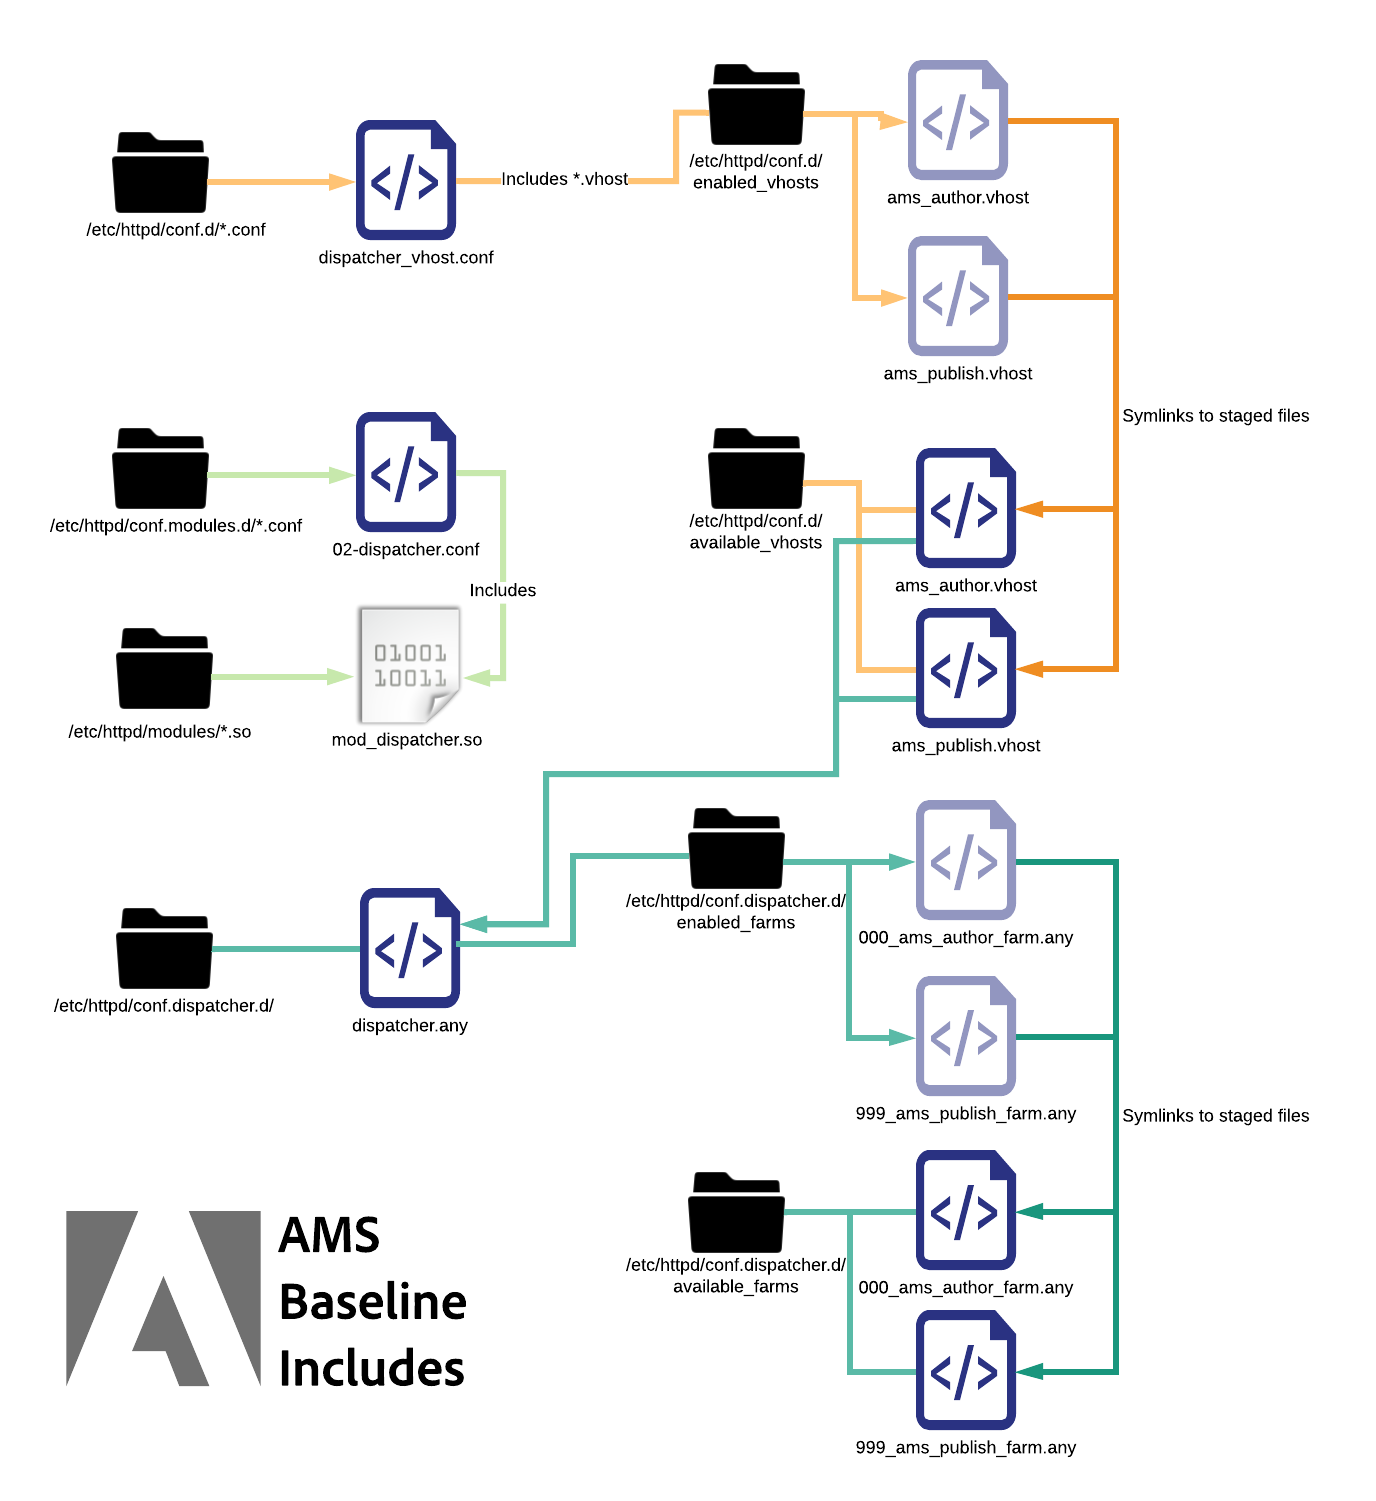 /etc/httpd/conf.d/*.conf
dispatcher_vhost.conf
Includes *.vhost
/etc/httpd/conf.d/
enabled_vhosts
</>
ams_author.vhost
</>
ams_publish.vhost
</>
Symlinks to staged files
/etc/httpd/conf.modules.d/*.conf
</>
02-dispatcher.conf
Includes
/etc/httpd/conf.d/
available_vhosts
</>
ams_author.vhost
</>
ams_publish.vhost
/etc/httpd/modules/*.so
01001
10011
mod_dispatcher.so
/etc/httpd/conf.dispatcher.d/
</>
dispatcher.any
/etc/httpd/conf.dispatcher.d/
enabled_farms
</>
000_ams_author_farm.any
</>
999_ams_publish_farm.any
Symlinks to staged files
/etc/httpd/conf.dispatcher.d/
available_farms
</>
000_ams_author_farm.any
</>
999_ams_publish_farm.any
AMS
Baseline
Includes